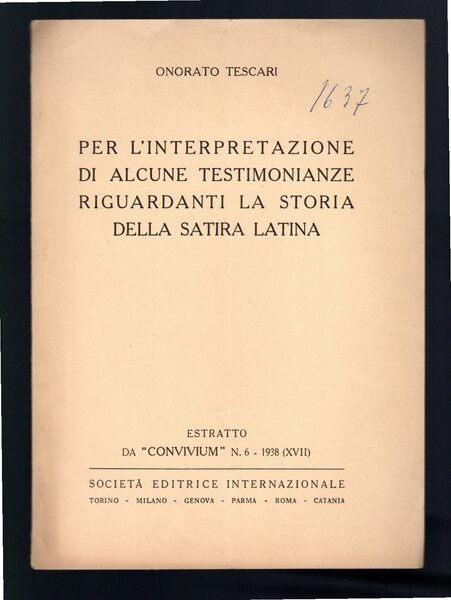 ONORATO TESCARI
1637
PER L'INTERPRETAZIONE
DI ALCUNE TESTIMONIANZE
RIGUARDANTI LA STORIA
DELLA SATIRA LATINA
ESTRATTO
DA "CONVIVIUM" N. 6 - 1938 (XVII)
SOCIETÀ EDITRICE INTERNAZIONALE
TORINO - MILANO - GENOVA - PARMA - ROMA - CATANIA